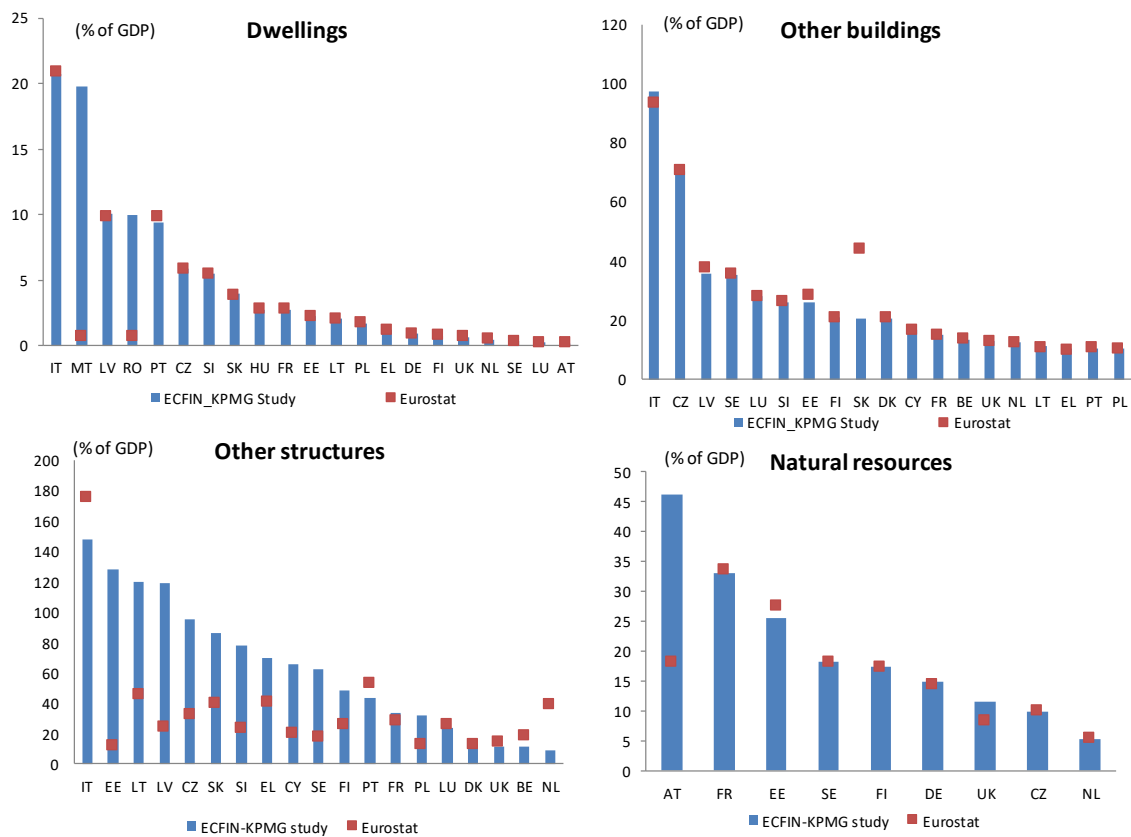 (% of GDP)
Dwellings
25
20
15
10
5
0
IT MT LV RO PT CZ SI SK HU FR EE LT PL EL DE FI UK NL SE LU AT
ECFIN_KPMG Study Eurostat
(% of GDP)
Other buildings
120
100
80
60
40
20
0
IT CZ LV SE LU SI EE FI SK DK CY FR BE UK NL LT EL PT PL
ECFIN_KPMG Study Eurostat
(% of GDP)
Other structures
200
180
160
140
120
100
80
60
40
20
0
IT EE LT LV CZ SK SI EL CY SE FI PT FR PL LU DK UK BE NL
ECFIN-KPMG study Eurostat
(% of GDP)
Natural resources
50
45
40
35
30
25
20
15
10
5
0
AT FR EE SE FI DE UK CZ NL
ECFIN-KPMG study Eurostat